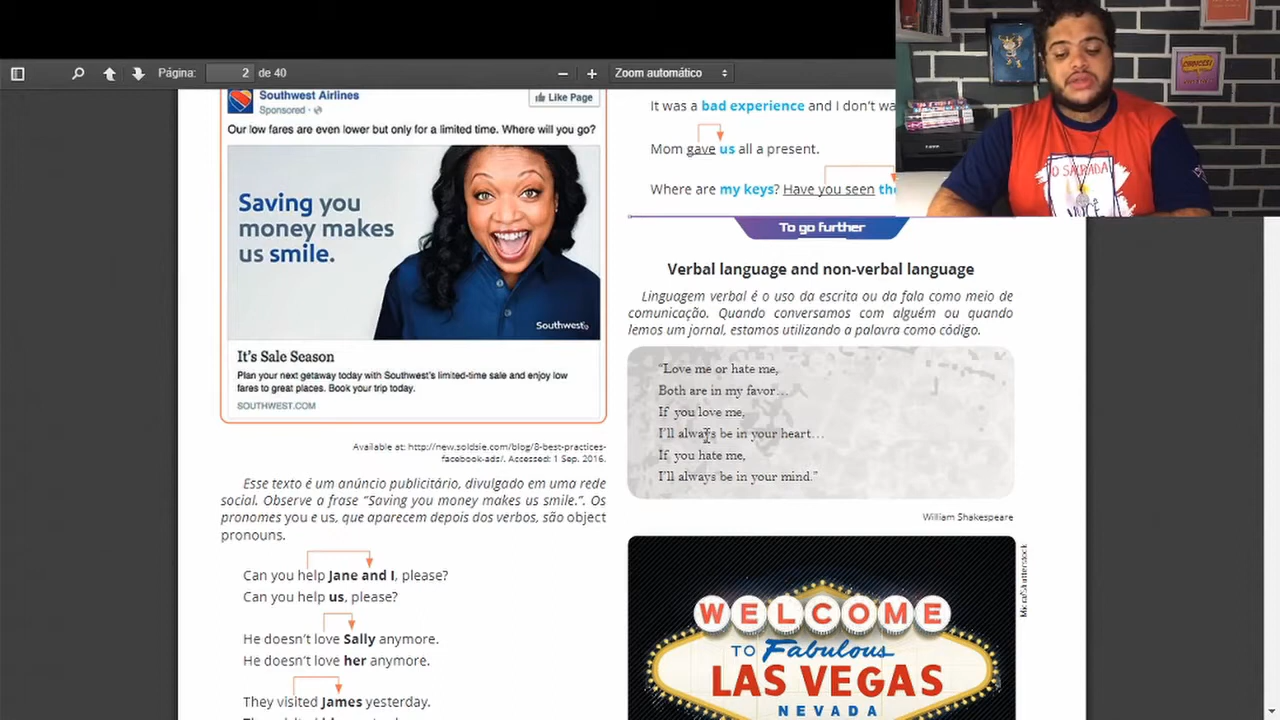 Página: 2 de 40
Zoom automático
Southwest Airlines
Like Page
Sponsored
Our low fares are even lower but only for a limited time. Where will you go?
Saving you
money makes
us smile.
Southwest
It's Sale Season
Plan your next getaway today with Southwest's limited-time sale and enjoy low
fares to great places. Book your trip today.
SOUTHWEST.COM
Available at: http://new.soldsie.com/blog/8-best-practices-
facebook-ads/. Accessed: 1 Sep. 2016.
Esse texto é um anúncio publicitário, divulgado em uma rede
social. Observe a frase "Saving you money makes us smile.". Os
pronomes you e us, que aparecem depois dos verbos, são object
pronouns.
Can you help Jane and I, please?
Can you help us, please?
He doesn't love Sally anymore.
He doesn't love her anymore.
They visited James yesterday.
It was a bad experience and I don't wa
Mom gave us all a present.
Where are my keys? Have you seen the
To go further
Verbal language and non-verbal language
Linguagem verbal é o uso da escrita ou da fala como meio de
comunicação. Quando conversamos com alguém ou quando
lemos um jornal, estamos utilizando a palavra como código.
"Love me or hate me,
Both are in my favor…
If you love me,
I'll always be in your heart…
If you hate me,
I'll always be in your mind."
William Shakespeare
WELCOME
TO Fabulous
LAS VEGAS
NEVADA
O SAGRADA